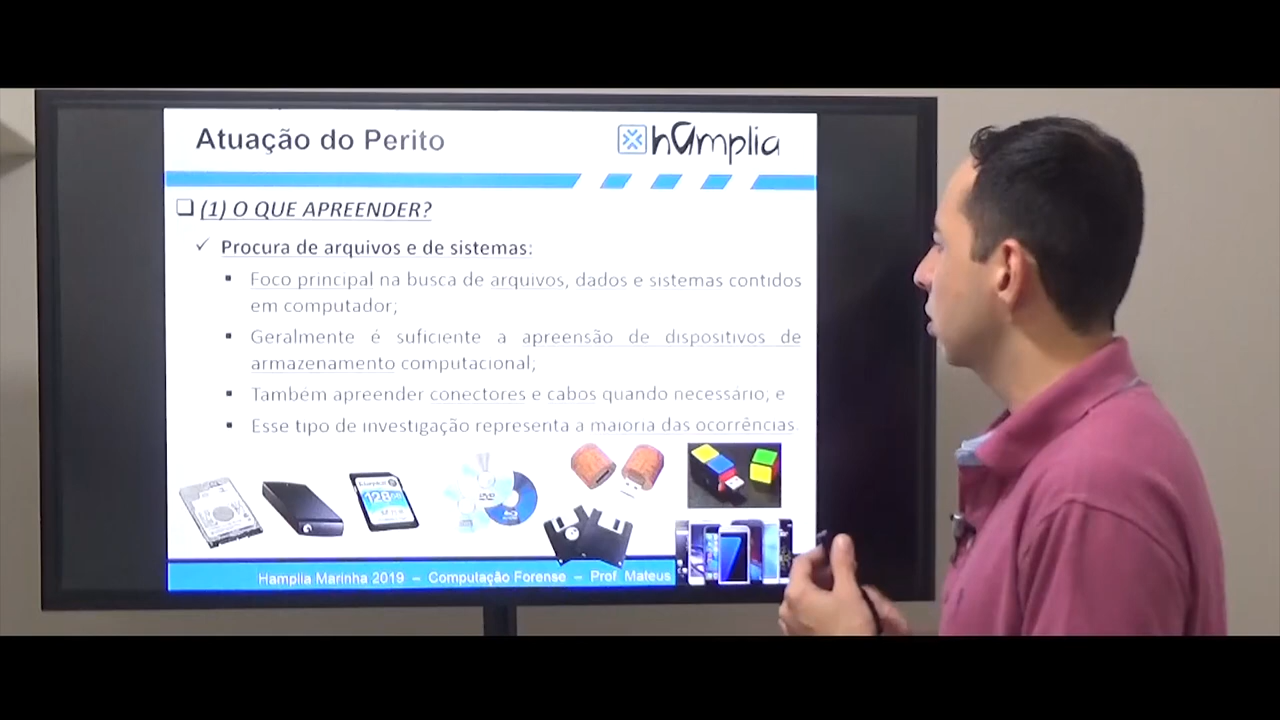 Atuação do Perito
hamplia
(1) O QUE APREENDER?
Procura de arquivos e de sistemas:
Foco principal na busca de arquivos, dados e sistemas contidos
em computador;
Geralmente é suficiente a apreensão de dispositivos de
armazenamento computacional;
Também apreender conectores e cabos quando necessário; e
Esse tipo de investigação representa a maioria das ocorrências.
128GB
DVD
Hamplia Marinha 2019 – Computação Forense – Prof. Mateus